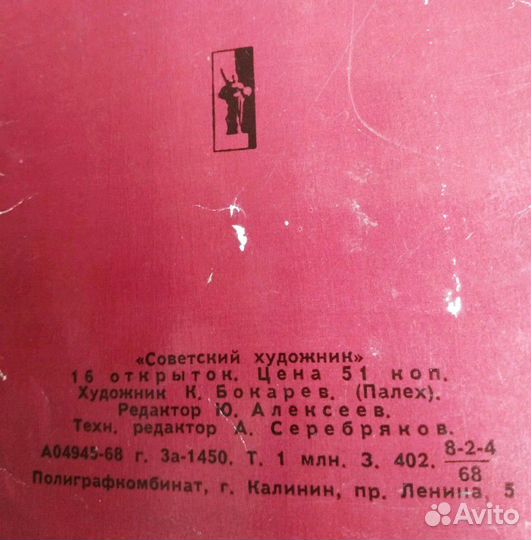 «Советский художник»
16 открыток. Цена 51 коп.
Художник К. Бокарев. (Палех).
Редактор Ю. Алексеев.
Техн. редактор А. Серебряков.
А04945-68 г. За-1450. Т. 1 млн. З. 402. 8-2-4/68
Полиграфкомбинат, г. Калинин, пр. Ленина, 5
Avito